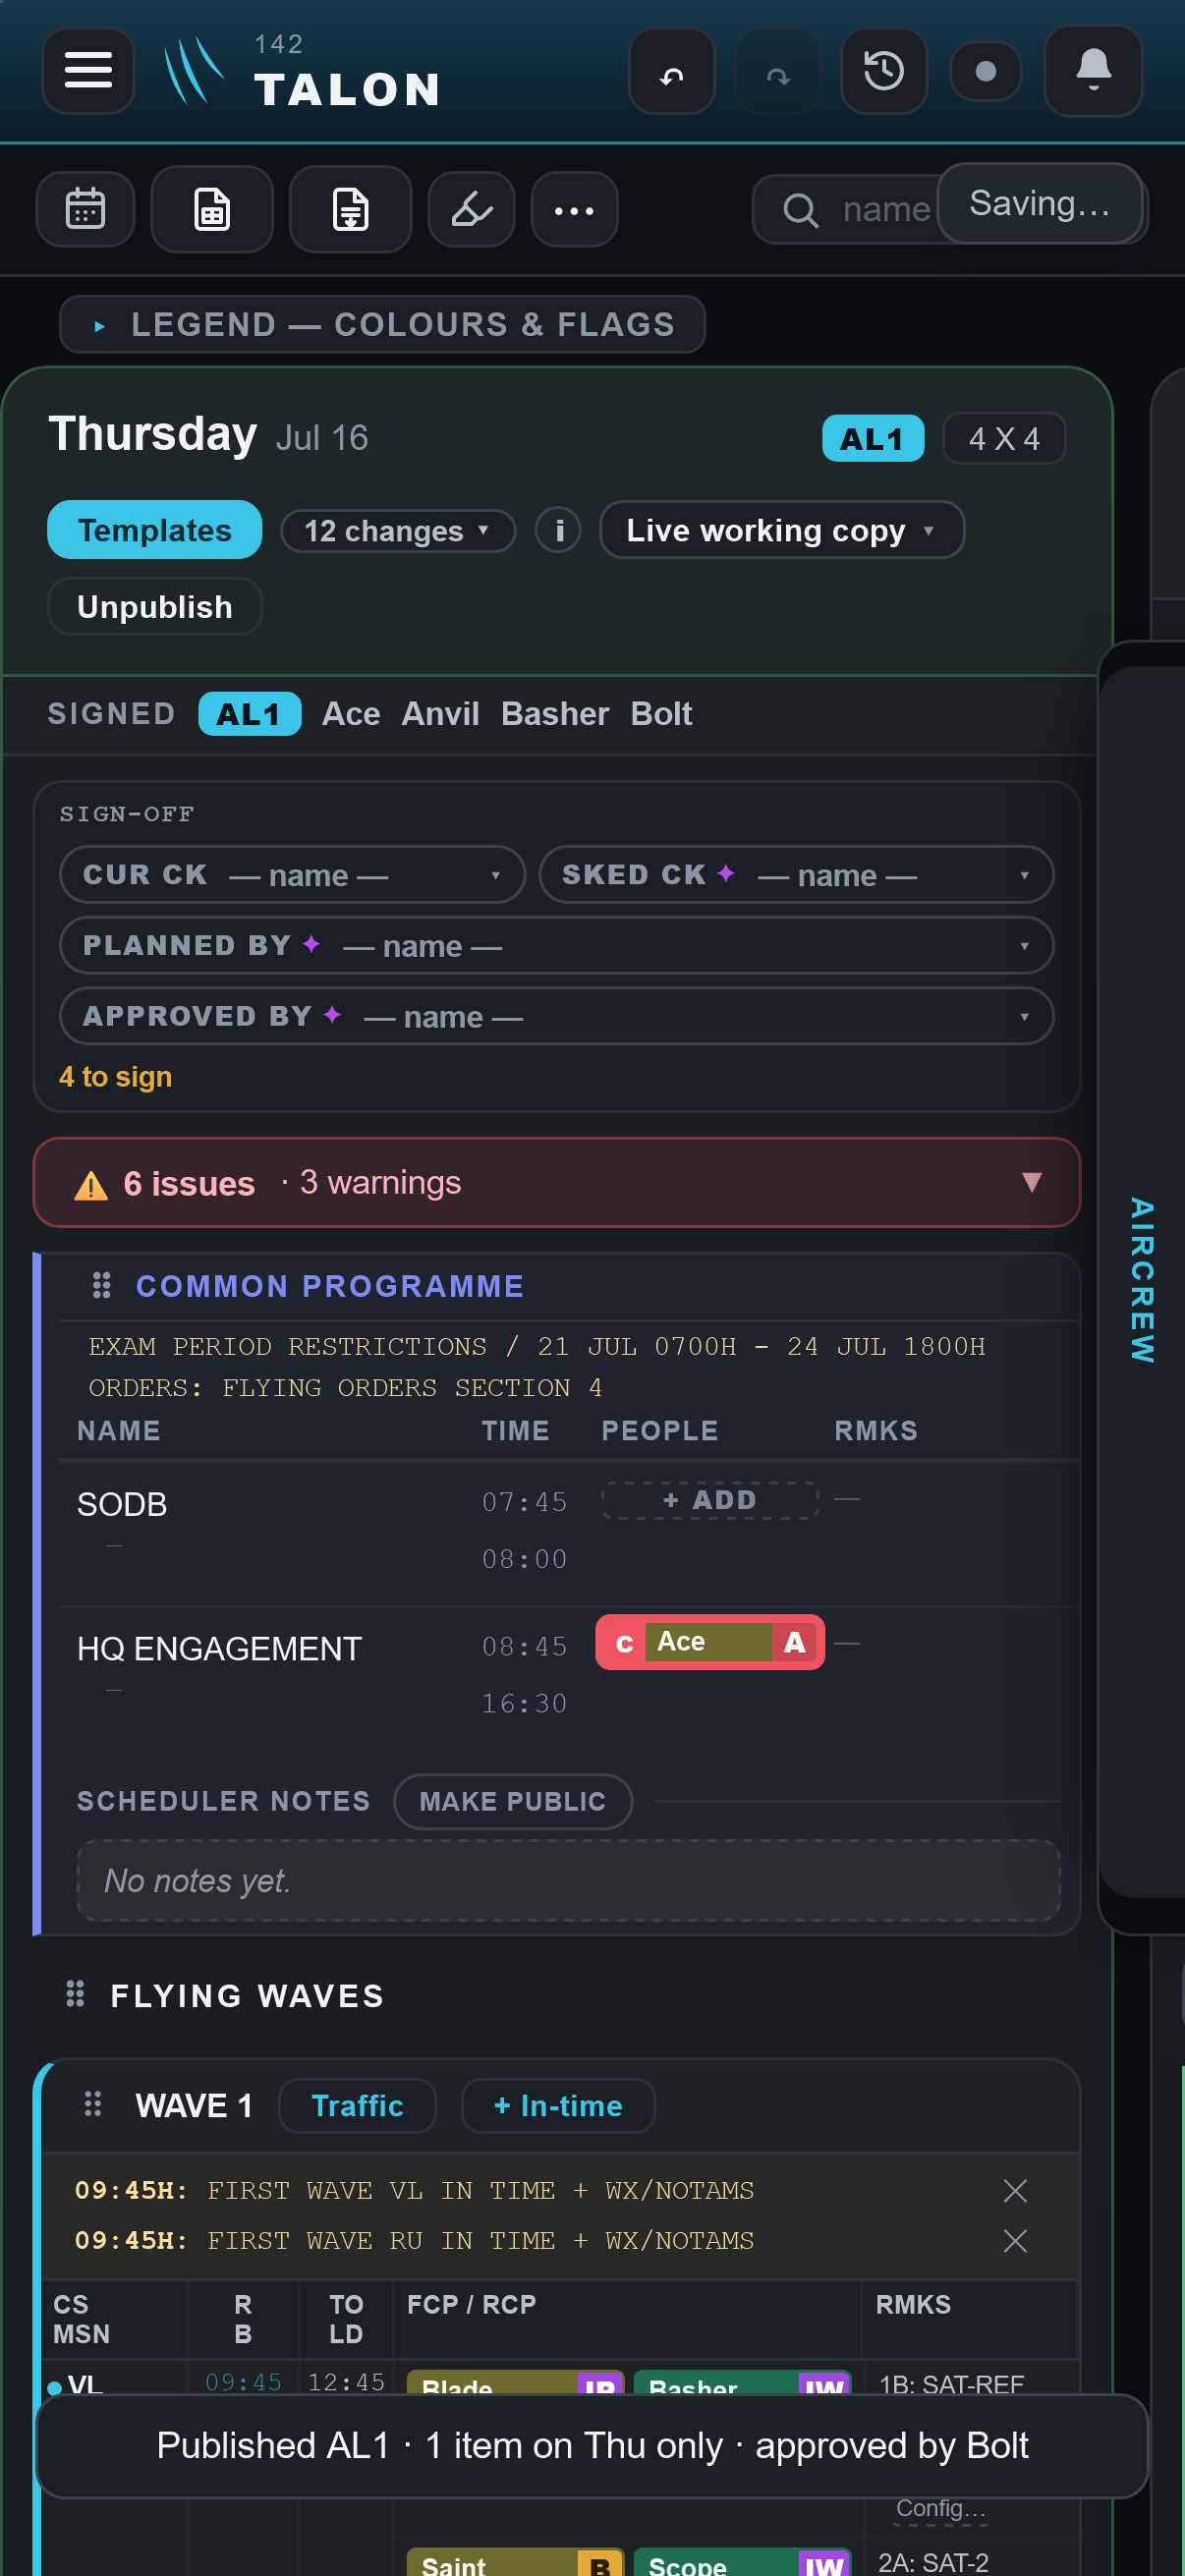 142
TALON
name
Saving...
▸ LEGEND — COLOURS & FLAGS
Thursday Jul 16 AL1 4 X 4
Templates 12 changes ▾ i Live working copy ▾
Unpublish
SIGNED AL1 Ace Anvil Basher Bolt
SIGN-OFF
CUR CK — name — ▾ SKED CK ✦ — name — ▾
PLANNED BY ✦ — name — ▾
APPROVED BY ✦ — name — ▾
4 to sign
⚠️ 6 issues · 3 warnings ▼
AIRCREW
COMMON PROGRAMME
EXAM PERIOD RESTRICTIONS / 21 JUL 0700H - 24 JUL 1800H
ORDERS: FLYING ORDERS SECTION 4
NAME TIME PEOPLE RMKS
SODB 07:45 + ADD —
— 08:00
HQ ENGAGEMENT 08:45 C Ace A —
— 16:30
SCHEDULER NOTES MAKE PUBLIC
No notes yet.
FLYING WAVES
WAVE 1 Traffic + In-time
09:45H: FIRST WAVE VL IN TIME + WX/NOTAMS ×
09:45H: FIRST WAVE RU IN TIME + WX/NOTAMS ×
CS R TO FCP / RCP RMKS
MSN B LD
VL 09:45 12:45 Blade IP Basher IW 1B: SAT-REF
Published AL1 · 1 item on Thu only · approved by Bolt
Config...
Saint B Scope IW 2A: SAT-2